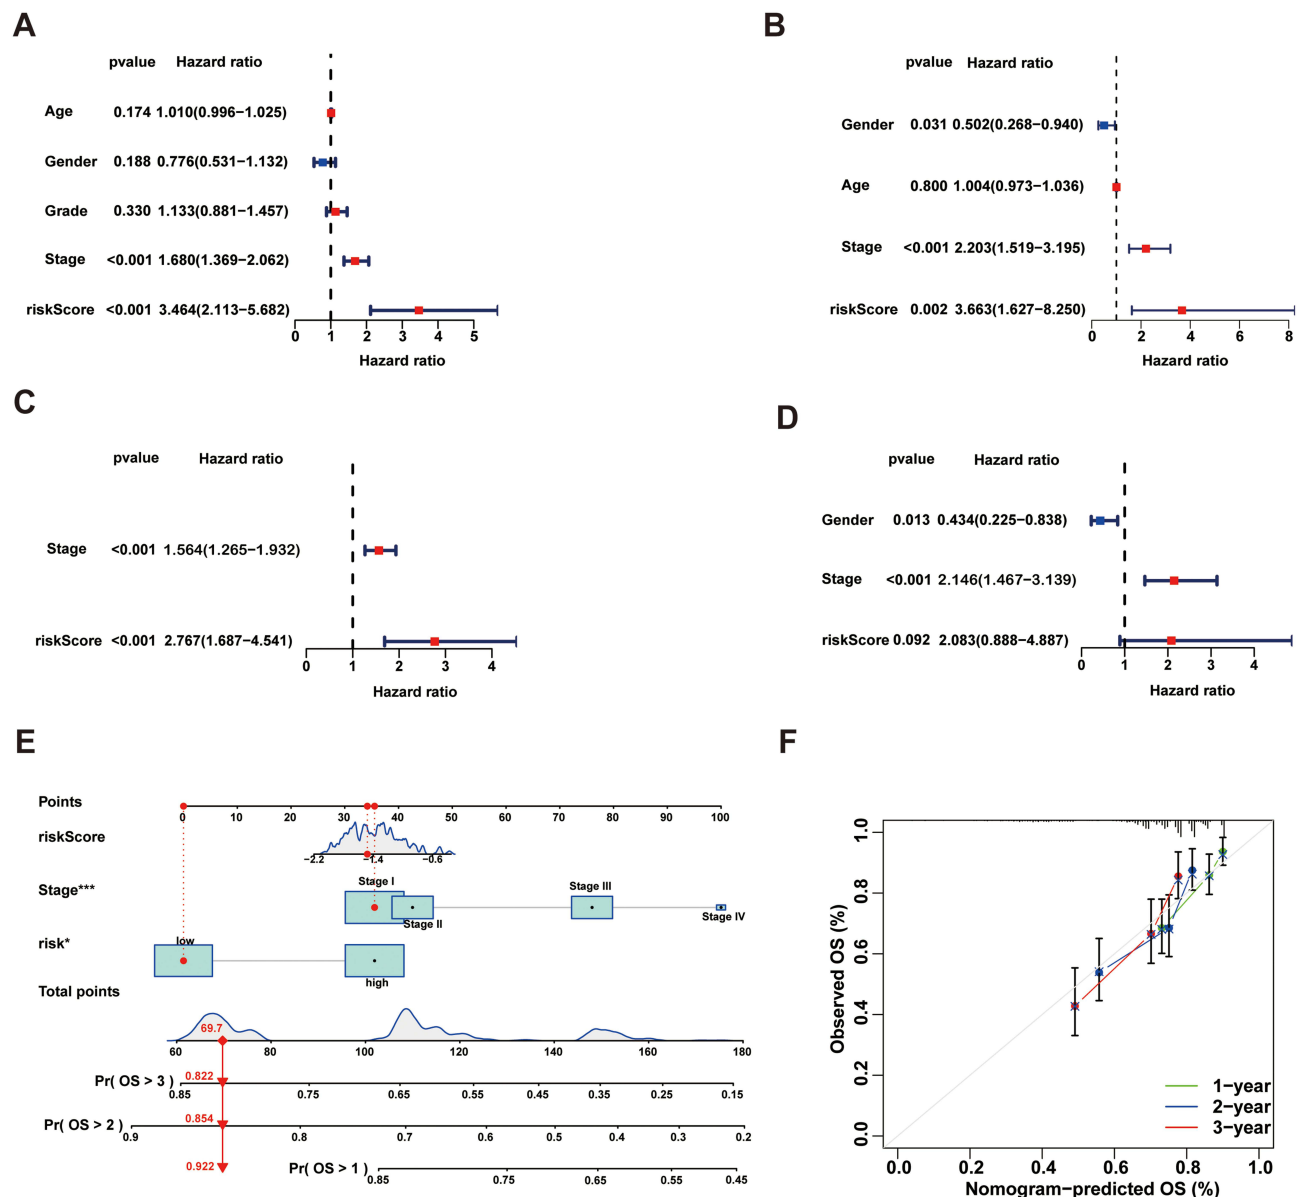 A
pvalue Hazard ratio
Age 0.174 1.010(0.996−1.025)
Gender 0.188 0.776(0.531−1.132)
Grade 0.330 1.133(0.881−1.457)
Stage <0.001 1.680(1.369−2.062)
riskScore <0.001 3.464(2.113−5.682)
0 1 2 3 4 5
Hazard ratio
B
pvalue Hazard ratio
Gender 0.031 0.502(0.268−0.940)
Age 0.800 1.004(0.973−1.036)
Stage <0.001 2.203(1.519−3.195)
riskScore 0.002 3.663(1.627−8.250)
0 2 4 6 8
Hazard ratio
C
pvalue Hazard ratio
Stage <0.001 1.564(1.265−1.932)
riskScore <0.001 2.767(1.687−4.541)
0 1 2 3 4
Hazard ratio
D
pvalue Hazard ratio
Gender 0.013 0.434(0.225−0.838)
Stage <0.001 2.146(1.467−3.139)
riskScore 0.092 2.083(0.888−4.887)
0 1 2 3 4
Hazard ratio
E
Points
0 10 20 30 40 50 60 70 80 90 100
riskScore
−2.2 −1.4 −0.6
Stage***
Stage I
Stage II
Stage III
Stage IV
risk*
low
high
Total points
69.7
60 80 100 120 140 160 180
Pr( OS > 3 )
0.822
0.85 0.75 0.65 0.55 0.45 0.35 0.25 0.15
Pr( OS > 2 )
0.854
0.9 0.8 0.7 0.6 0.5 0.4 0.3 0.2
0.922
Pr( OS > 1 )
0.85 0.75 0.65 0.55 0.45
F
Observed OS (%)
1.0
0.8
0.6
0.4
0.2
0.0
1−year
2−year
3−year
0.0 0.2 0.4 0.6 0.8 1.0
Nomogram−predicted OS (%)